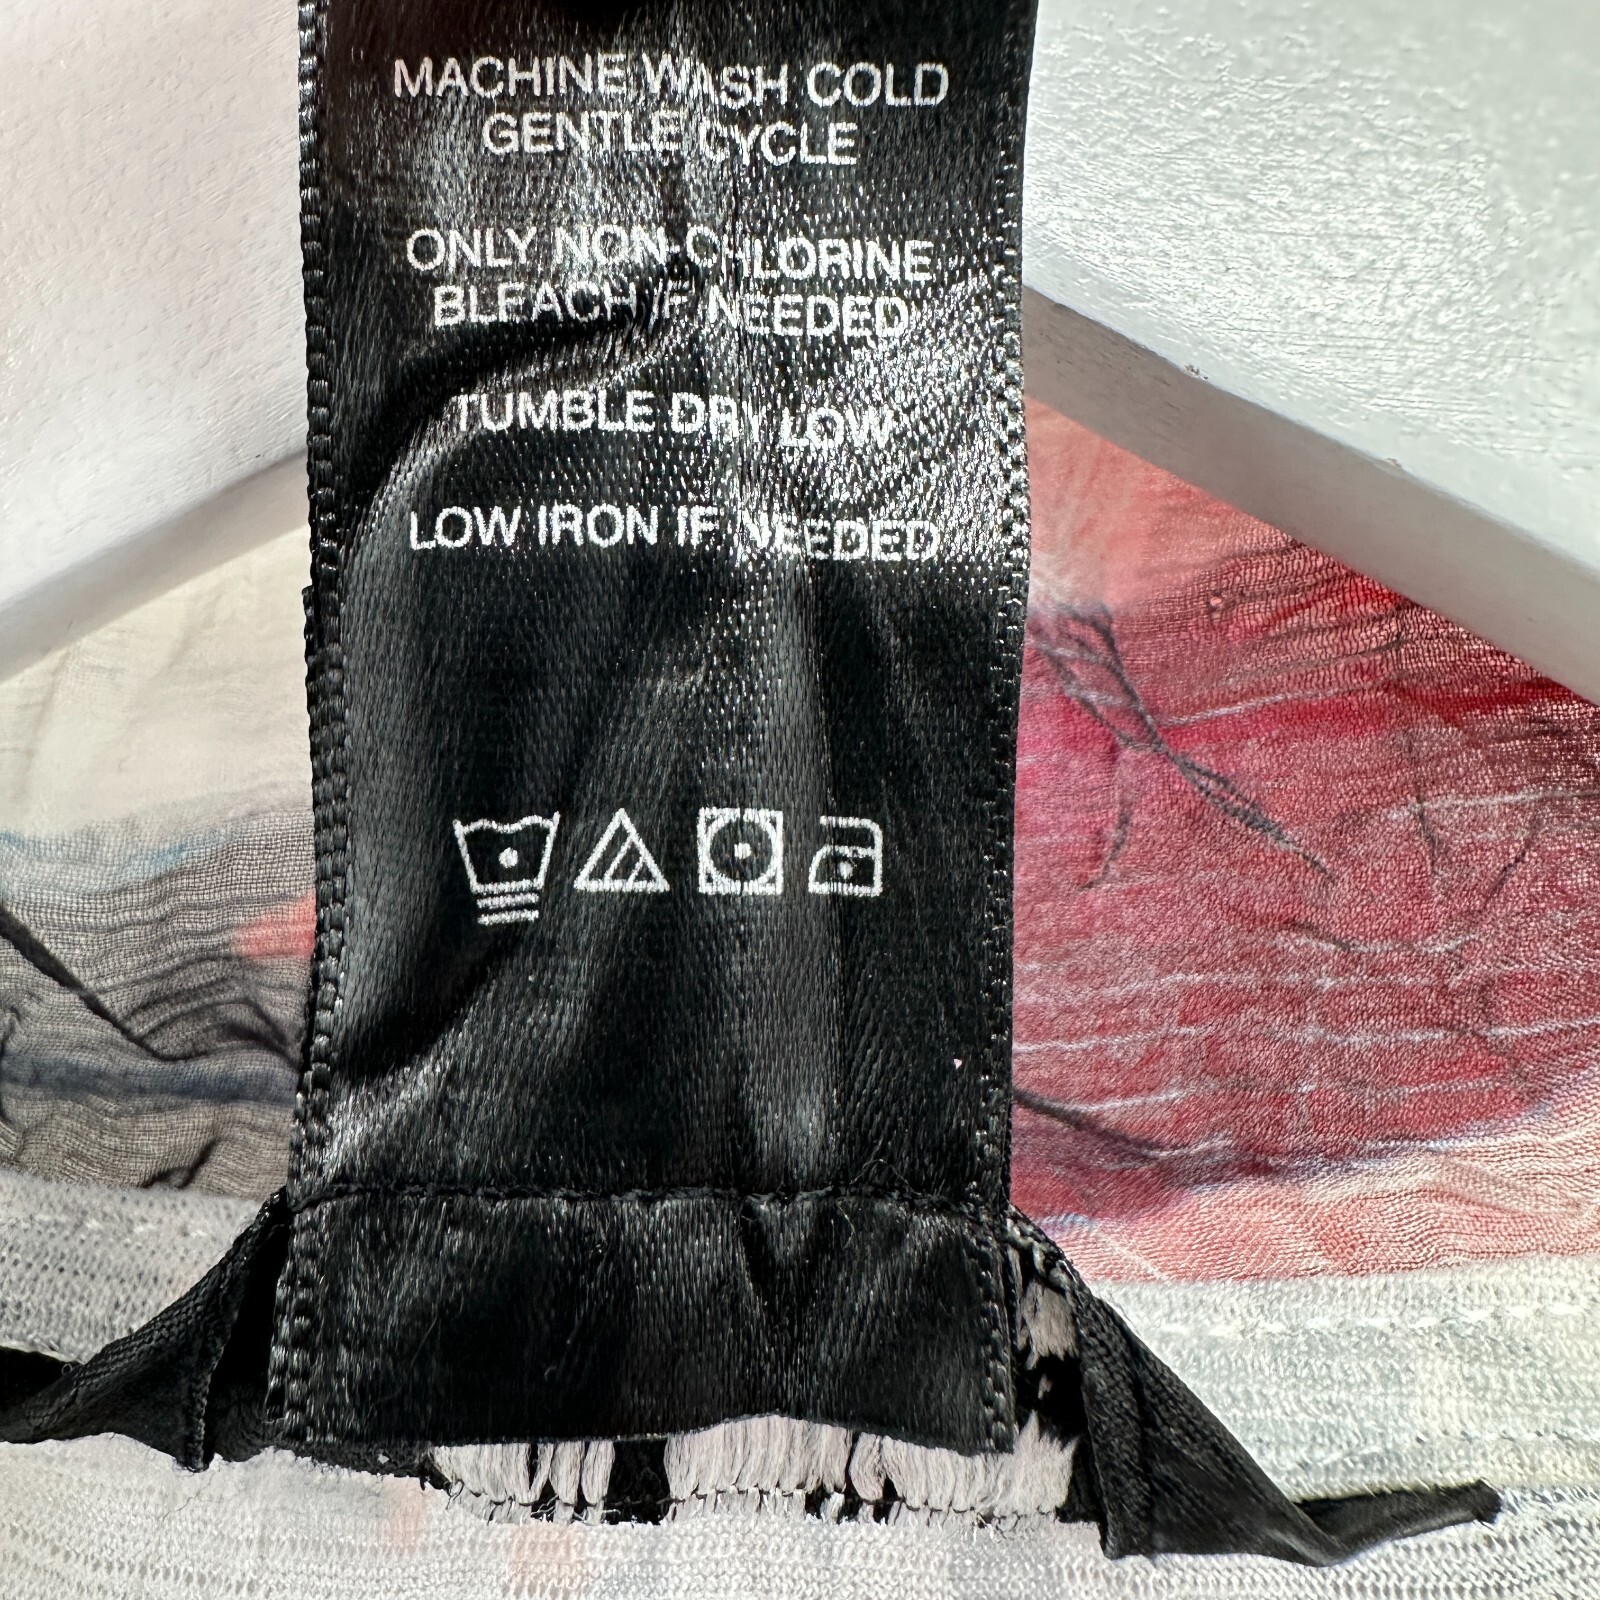 MACHINE WASH COLD
GENTLE CYCLE
ONLY NON-CHLORINE
BLEACH IF NEEDED
TUMBLE DRY LOW
LOW IRON IF NEEDED